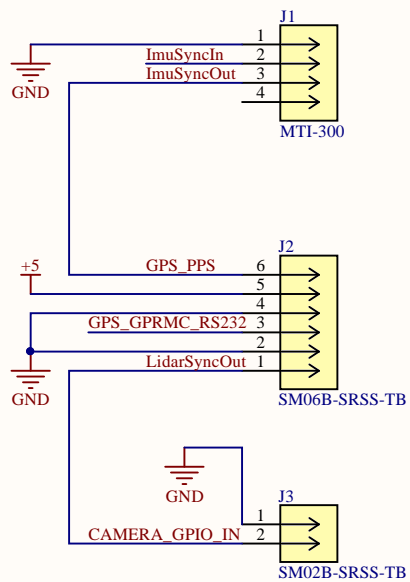 J1
1
ImuSyncIn 2
ImuSyncOut 3
4
GND
MTI-300
J2
GPS_PPS 6
+5 5
4
GPS_GPRMC_RS232 3
2
LidarSyncOut 1
GND
SM06B-SRSS-TB
J3
GND
1
CAMERA_GPIO_IN 2
SM02B-SRSS-TB